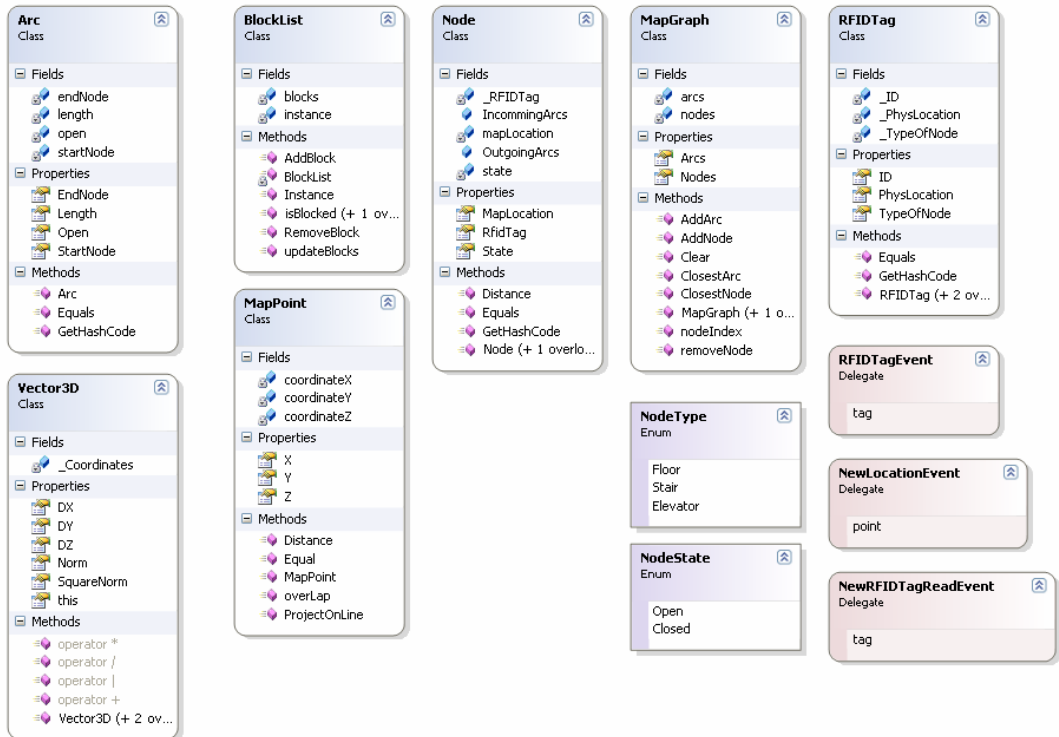 Arc
Class
Fields
endNode
length
open
startNode
Properties
EndNode
Length
Open
StartNode
Methods
Arc
Equals
GetHashCode
Vector3D
Class
Fields
_Coordinates
Properties
DX
DY
DZ
Norm
SquareNorm
this
Methods
operator *
operator /
operator |
operator +
Vector3D (+ 2 ov...
BlockList
Class
Fields
blocks
instance
Methods
AddBlock
BlockList
Instance
isBlocked (+ 1 ov...
RemoveBlock
updateBlocks
MapPoint
Class
Fields
coordinateX
coordinateY
coordinateZ
Properties
X
Y
Z
Methods
Distance
Equal
MapPoint
overLap
ProjectOnLine
Node
Class
Fields
_RFIDTag
IncommingArcs
mapLocation
OutgoingArcs
state
Properties
MapLocation
RfidTag
State
Methods
Distance
Equals
GetHashCode
Node (+ 1 overlo...
MapGraph
Class
Fields
arcs
nodes
Properties
Arcs
Nodes
Methods
AddArc
AddNode
Clear
ClosestArc
ClosestNode
MapGraph (+ 1 o...
nodeIndex
removeNode
NodeType
Enum
Floor
Stair
Elevator
NodeState
Enum
Open
Closed
RFIDTag
Class
Fields
_ID
_PhysLocation
_TypeOfNode
Properties
ID
PhysLocation
TypeOfNode
Methods
Equals
GetHashCode
RFIDTag (+ 2 ov...
RFIDTagEvent
Delegate
tag
NewLocationEvent
Delegate
point
NewRFIDTagReadEvent
Delegate
tag